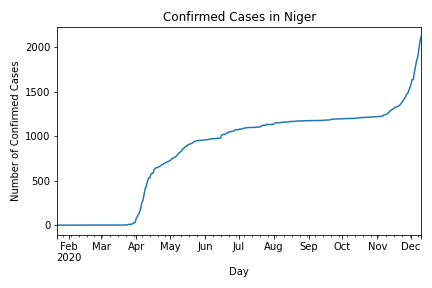 Confirmed Cases in Niger
2000
1500
1000
500
0
Number of Confirmed Cases
Feb Mar Apr May Jun Jul Aug Sep Oct Nov Dec
2020
Day